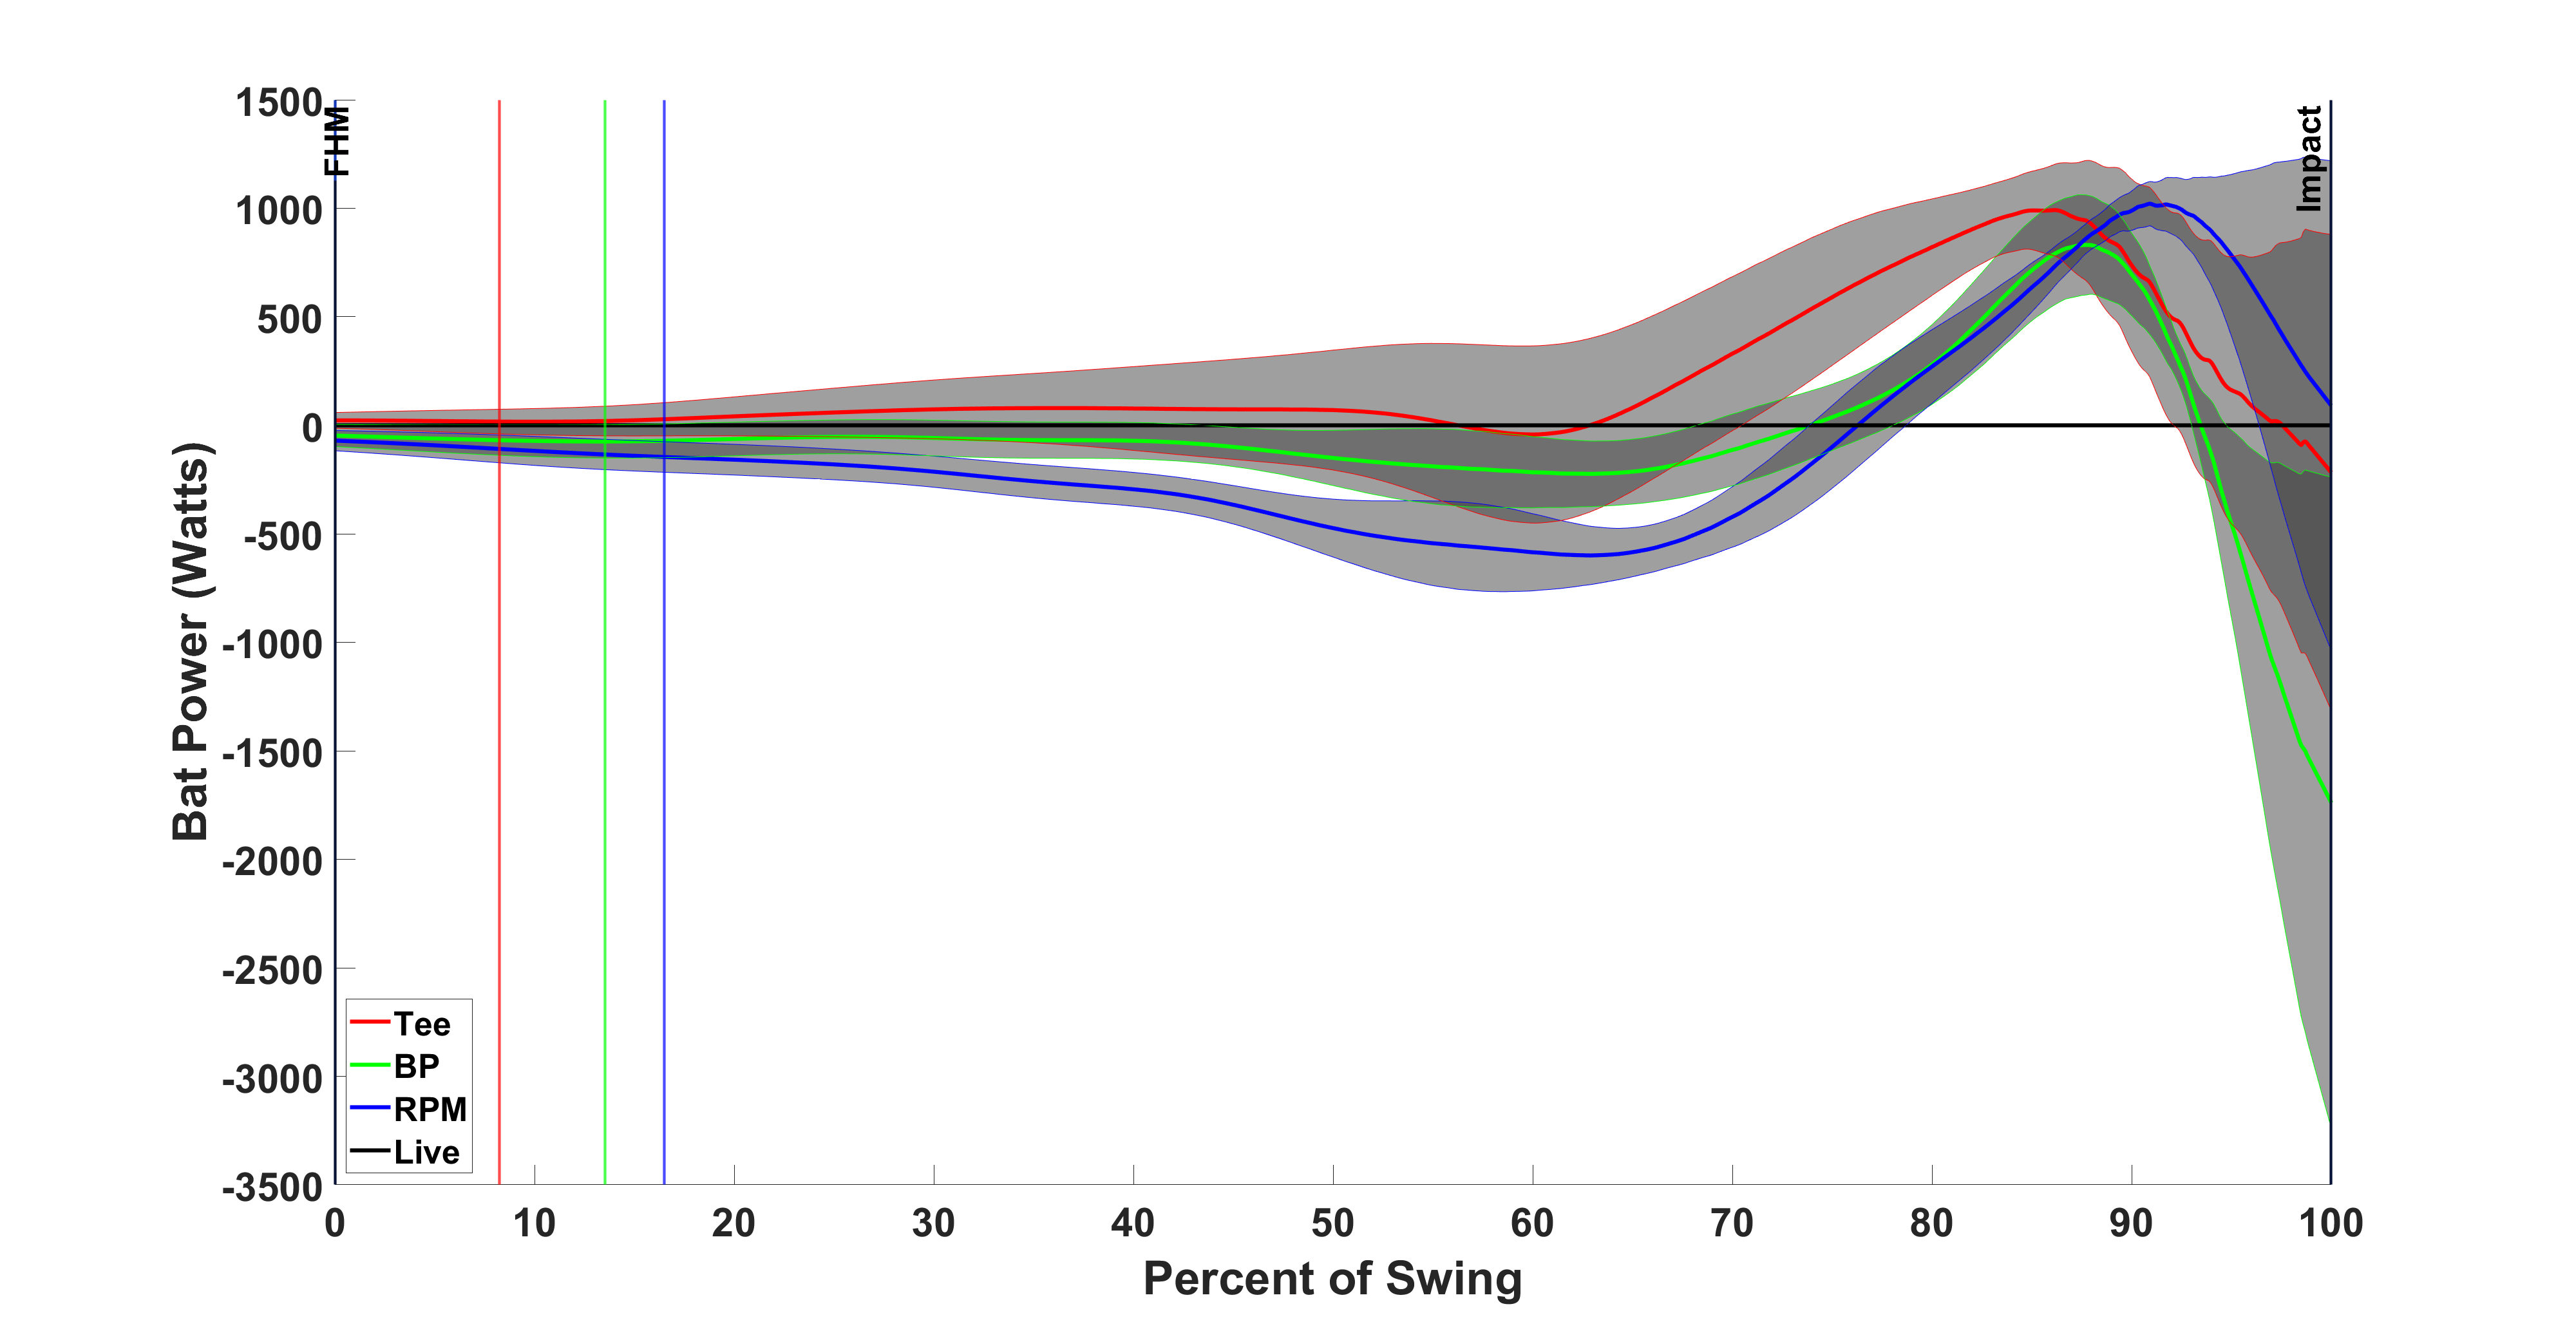 1500
1000
500
0
-500
-1000
-1500
-2000
-2500
-3000
-3500
Bat Power (Watts)
FHM
Impact
Tee
BP
RPM
Live
0 10 20 30 40 50 60 70 80 90 100
Percent of Swing